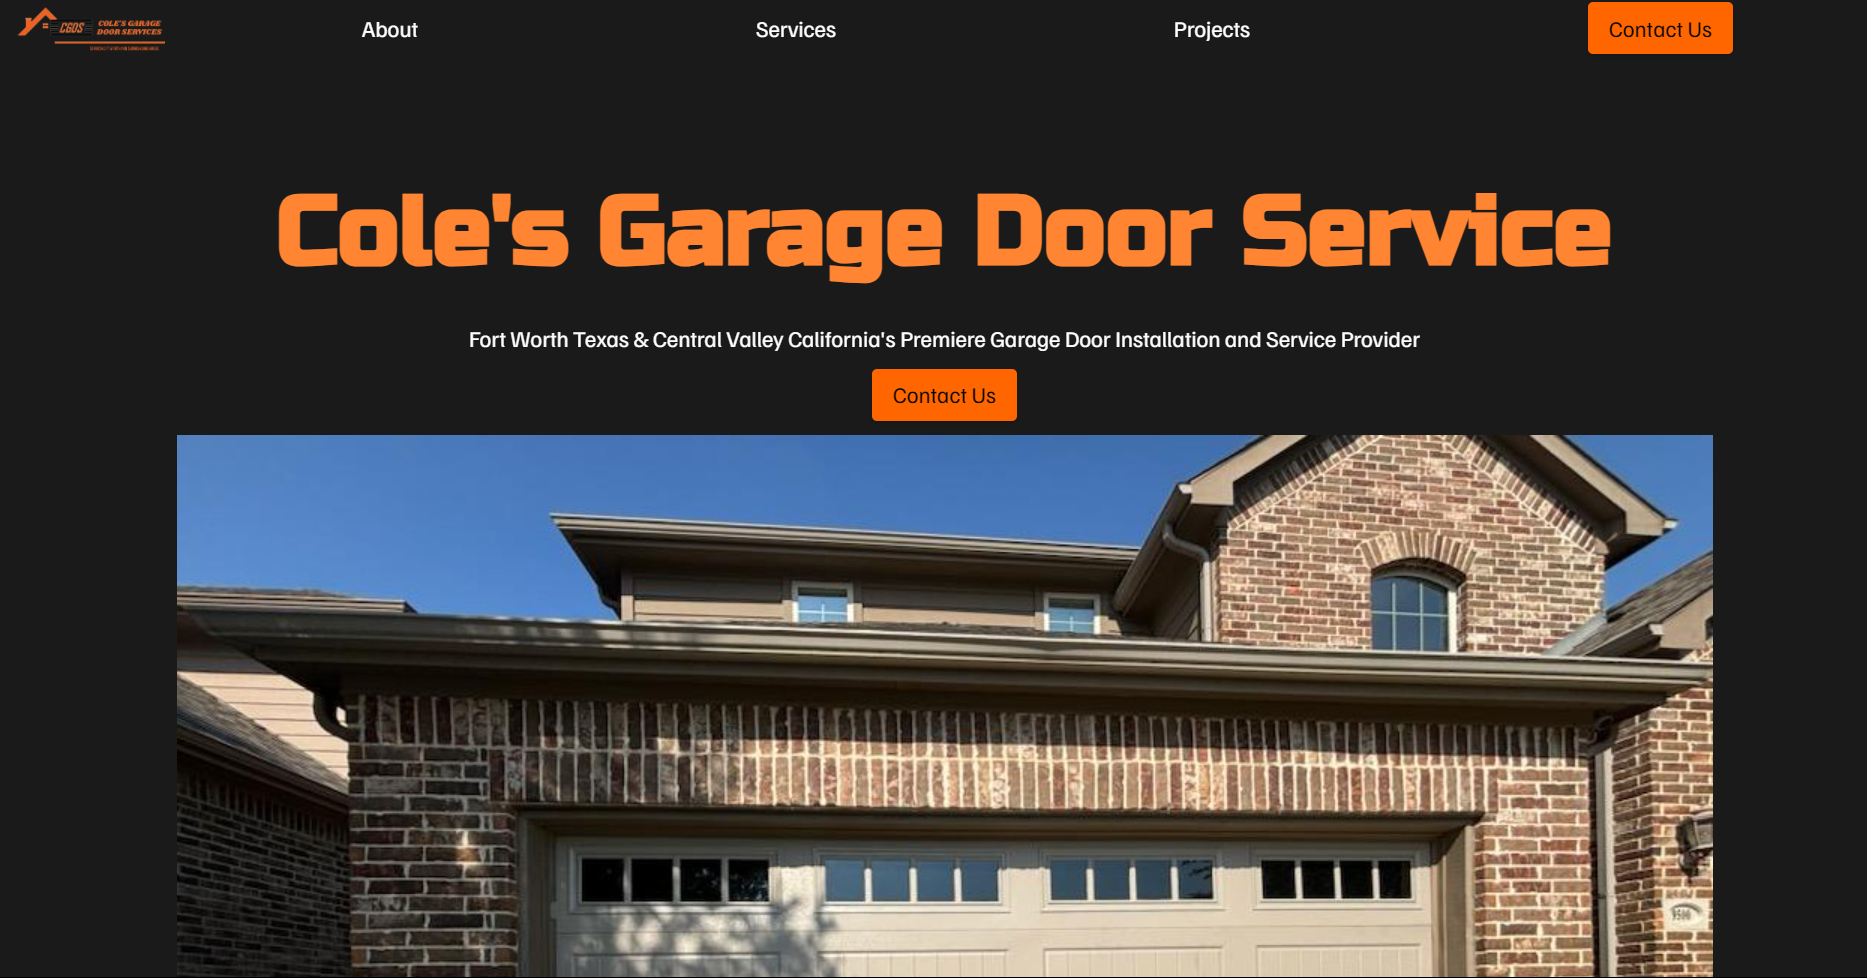 CGDS
COLE'S GARAGE
DOOR SERVICES
About
Services
Projects
Contact Us
Cole's Garage Door Service
Fort Worth Texas & Central Valley California's Premiere Garage Door Installation and Service Provider
Contact Us